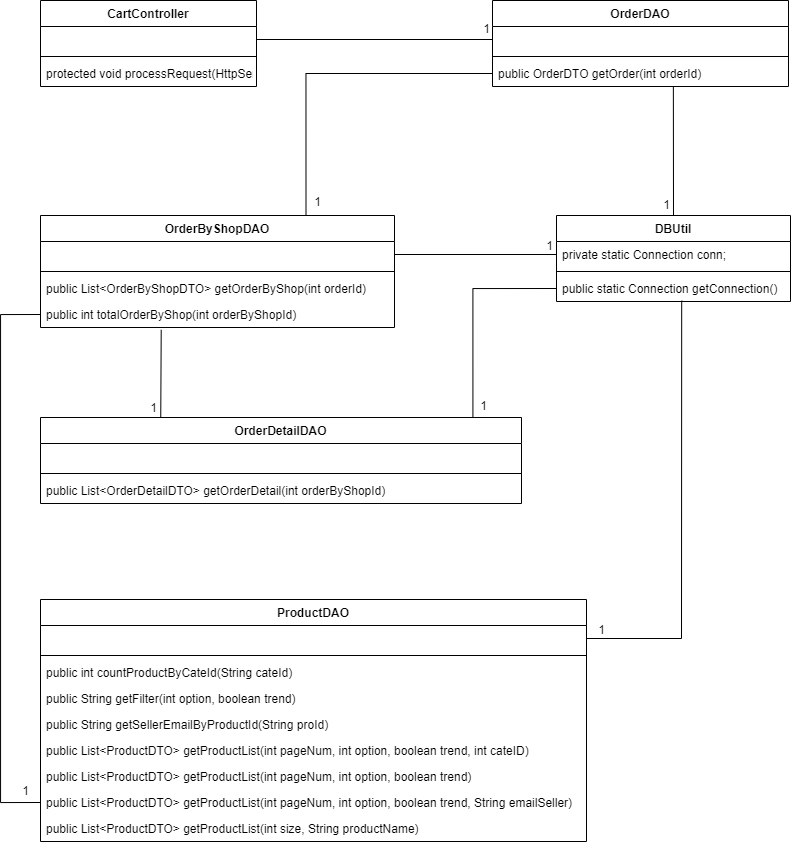 CartController
protected void processRequest(HttpSe
OrderDAO
public OrderDTO getOrder(int orderId)
1
1
1
OrderByShopDAO
public List<OrderByShopDTO> getOrderByShop(int orderId)
public int totalOrderByShop(int orderByShopId)
1
DBUtil
private static Connection conn;
public static Connection getConnection()
1
1
OrderDetailDAO
public List<OrderDetailDTO> getOrderDetail(int orderByShopId)
ProductDAO
1
public int countProductByCateId(String cateId)
public String getFilter(int option, boolean trend)
public String getSellerEmailByProductId(String proId)
public List<ProductDTO> getProductList(int pageNum, int option, boolean trend, int cateID)
public List<ProductDTO> getProductList(int pageNum, int option, boolean trend)
1
public List<ProductDTO> getProductList(int pageNum, int option, boolean trend, String emailSeller)
public List<ProductDTO> getProductList(int size, String productName)